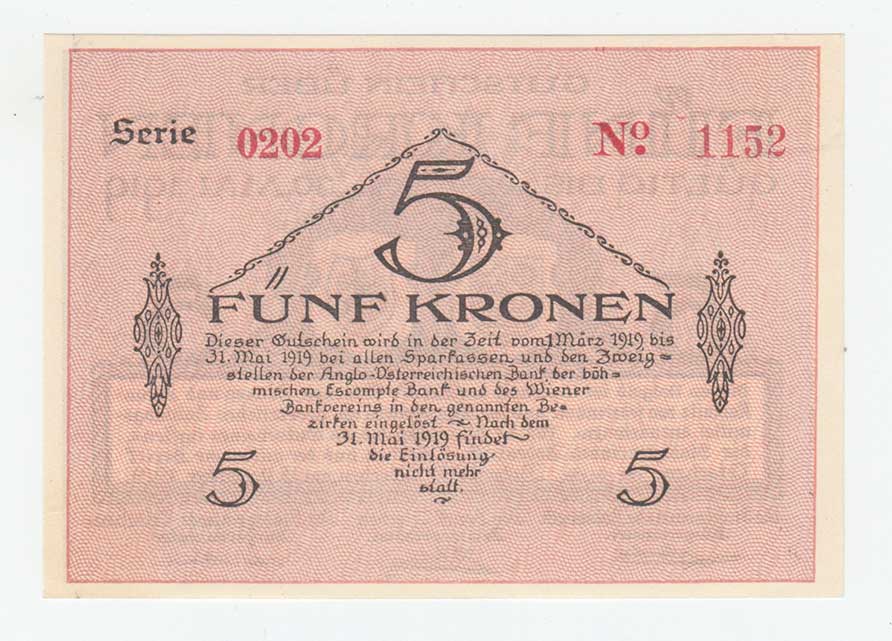 Serie 0202 No. 1152
5
FÜNF KRONEN
Dieser Gutschein wird in der Zeit vom 1 März 1919 bis
31. Mai 1919 bei allen Sparkassen und den Zweig=
stellen der Anglo-Österreichischen Bank der böh=
mischen Escompte Bank und des Wiener
Bankvereins in den genannten Be=
zirken eingelöst ~ Nach dem
31. Mai 1919 findet
die Einlösung
nicht mehr
statt.
5 5